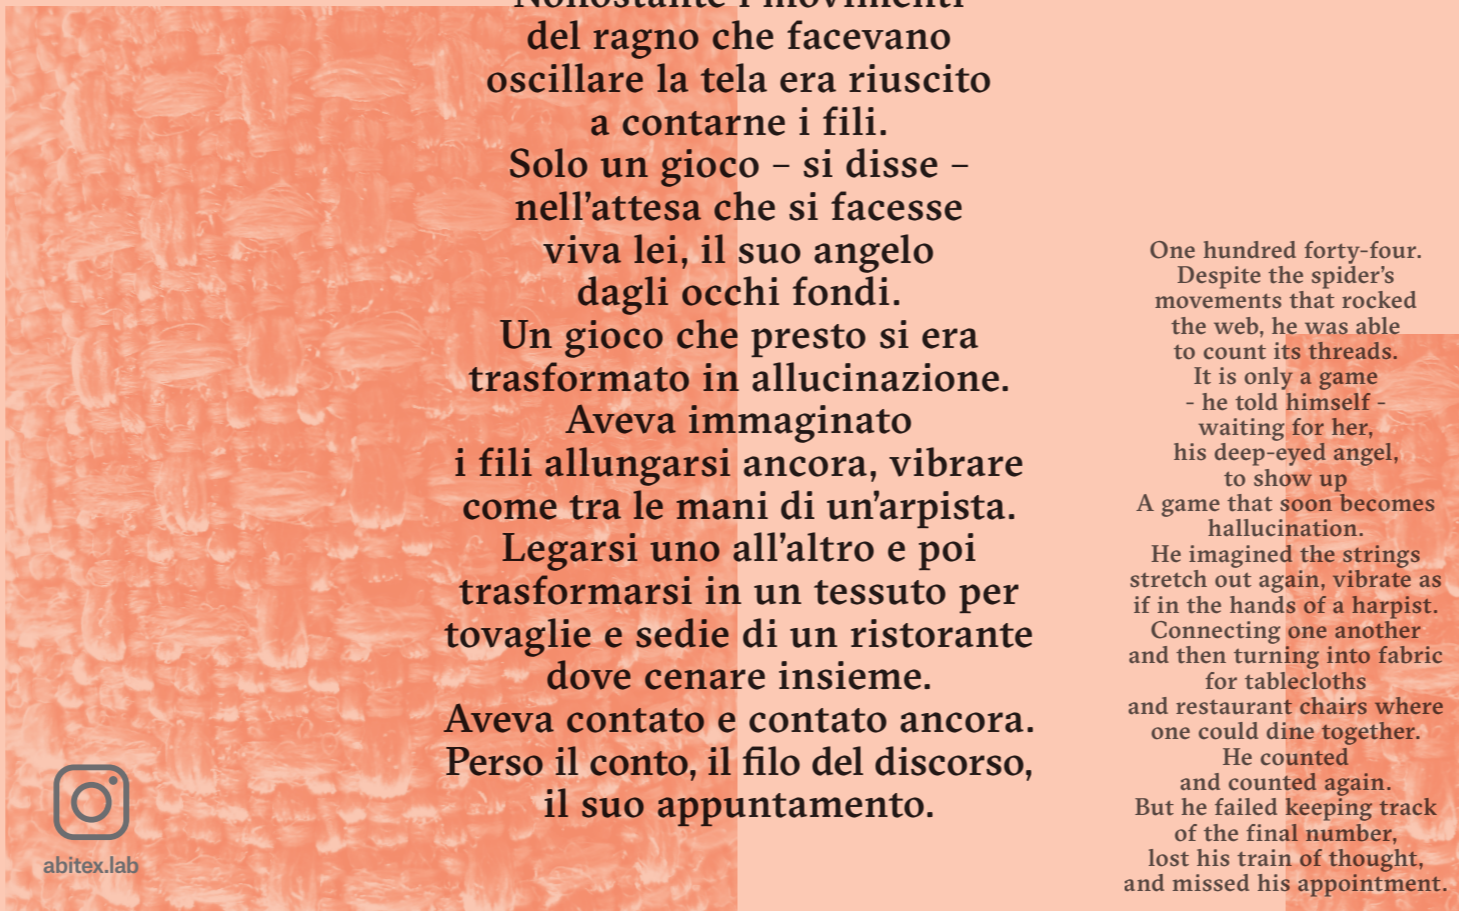 Nonostante i movimenti
del ragno che facevano
oscillare la tela era riuscito
a contarne i fili.
Solo un gioco – si disse –
nell’attesa che si facesse
viva lei, il suo angelo
dagli occhi fondi.
Un gioco che presto si era
trasformato in allucinazione.
Aveva immaginato
i fili allungarsi ancora, vibrare
come tra le mani di un’arpista.
Legarsi uno all’altro e poi
trasformarsi in un tessuto per
tovaglie e sedie di un ristorante
dove cenare insieme.
Aveva contato e contato ancora.
Perso il conto, il filo del discorso,
il suo appuntamento.
One hundred forty-four.
Despite the spider’s
movements that rocked
the web, he was able
to count its threads.
It is only a game
- he told himself -
waiting for her,
his deep-eyed angel,
to show up
A game that soon becomes
hallucination.
He imagined the strings
stretch out again, vibrate as
if in the hands of a harpist.
Connecting one another
and then turning into fabric
for tablecloths
and restaurant chairs where
one could dine together.
He counted
and counted again.
But he failed keeping track
of the final number,
lost his train of thought,
and missed his appointment.
abitex.lab